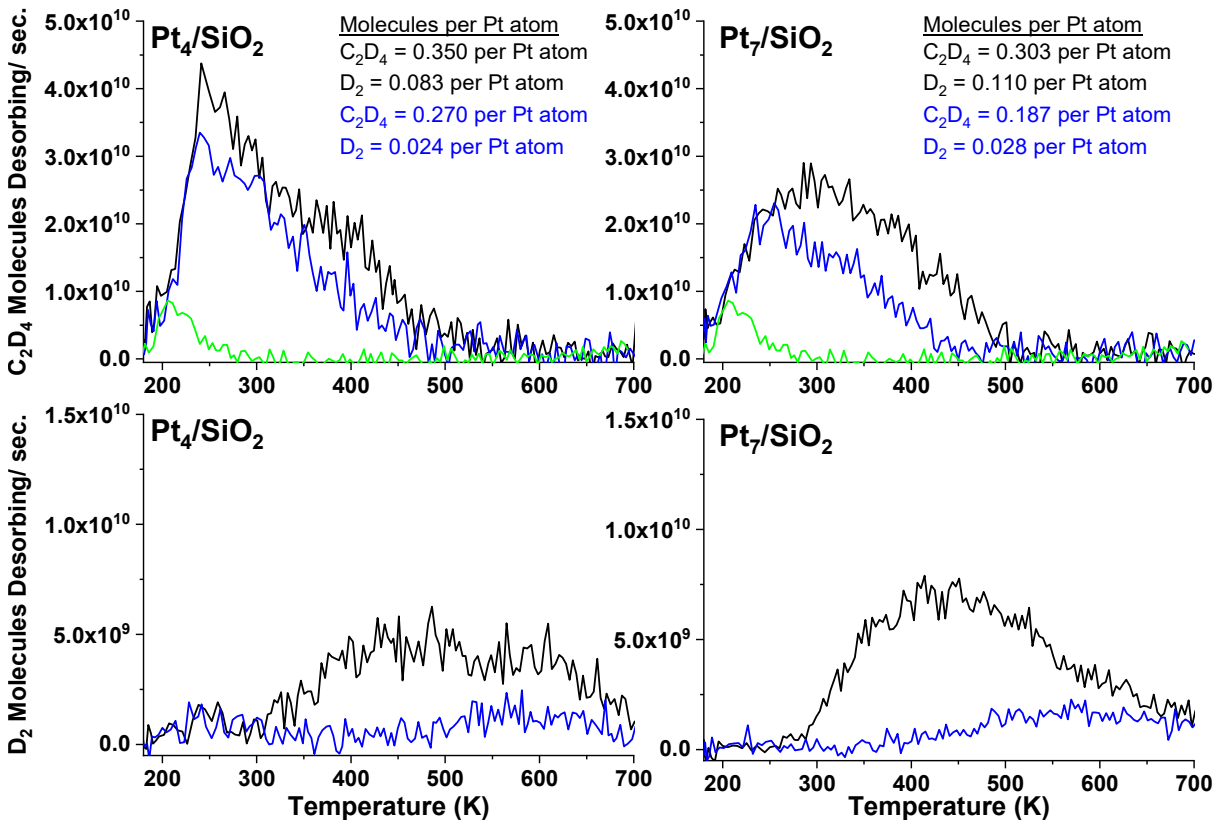 Pt₄/SiO₂
Molecules per Pt atom
C₂D₄ = 0.350 per Pt atom
D₂ = 0.083 per Pt atom
C₂D₄ = 0.270 per Pt atom
D₂ = 0.024 per Pt atom
C₂D₄ Molecules Desorbing/ sec.
5.0x10¹⁰
4.0x10¹⁰
3.0x10¹⁰
2.0x10¹⁰
1.0x10¹⁰
0.0
200 300 400 500 600 700
Pt₇/SiO₂
Molecules per Pt atom
C₂D₄ = 0.303 per Pt atom
D₂ = 0.110 per Pt atom
C₂D₄ = 0.187 per Pt atom
D₂ = 0.028 per Pt atom
5.0x10¹⁰
4.0x10¹⁰
3.0x10¹⁰
2.0x10¹⁰
1.0x10¹⁰
0.0
200 300 400 500 600 700
Pt₄/SiO₂
D₂ Molecules Desorbing/ sec.
1.5x10¹⁰
1.0x10¹⁰
5.0x10⁹
0.0
200 300 400 500 600 700
Temperature (K)
Pt₇/SiO₂
1.5x10¹⁰
1.0x10¹⁰
5.0x10⁹
0.0
200 300 400 500 600 700
Temperature (K)